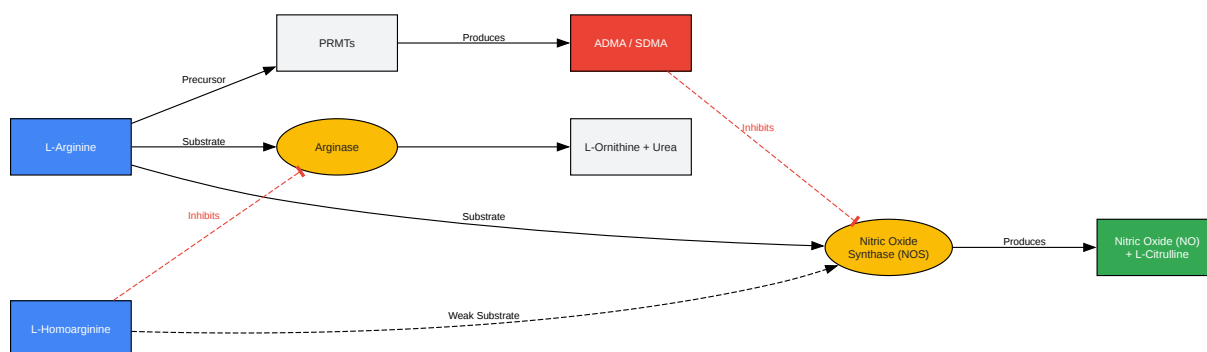 PRMTs
Produces
ADMA / SDMA
Precursor
L-Arginine
Substrate
Arginase
L-Ornithine + Urea
Inhibits
Inhibits
Substrate
Nitric Oxide
Synthase (NOS)
Produces
Nitric Oxide (NO)
+ L-Citrulline
L-Homoarginine
Weak Substrate